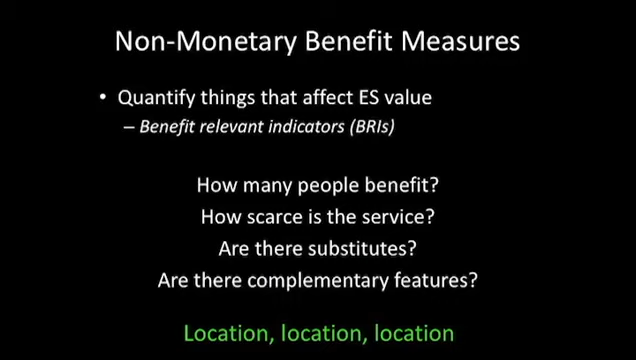 Non-Monetary Benefit Measures
• Quantify things that affect ES value
– Benefit relevant indicators (BRIs)
How many people benefit?
How scarce is the service?
Are there substitutes?
Are there complementary features?
Location, location, location